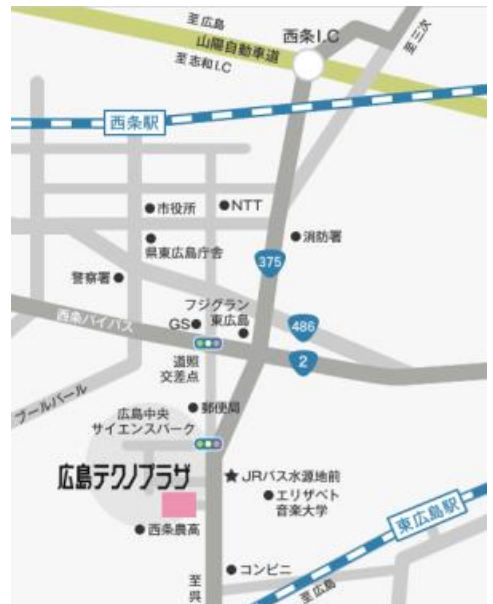 至広島
西条I.C
山陽自動車道
至志和I.C
至三次
西条駅
市役所
NTT
県東広島庁舎
消防署
375
警察署
フジグラン
東広島
西条バイパス
GS
486
2
道照
交差点
ブールバール
郵便局
広島中央
サイエンスパーク
広島テクノプラザ
JRバス水源地前
エリザベト
音楽大学
東広島駅
西条農高
コンビニ
至呉
至広島